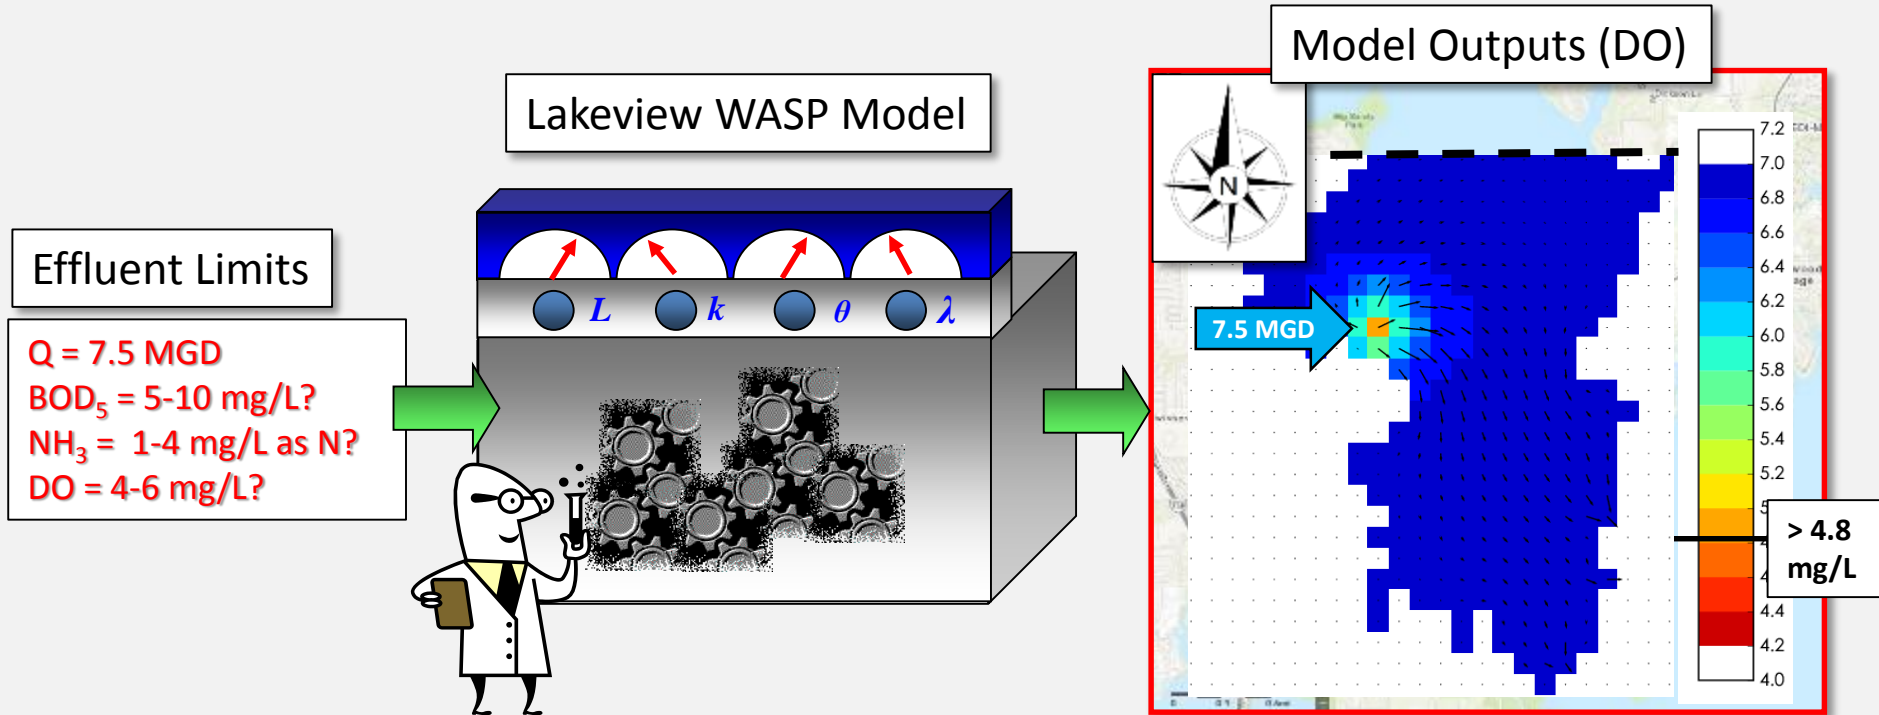 Model Outputs (DO)
Lakeview WASP Model
Effluent Limits
Q = 7.5 MGD
BOD₅ = 5-10 mg/L?
NH₃ = 1-4 mg/L as N?
DO = 4-6 mg/L?
L k θ λ
N
7.5 MGD
7.2
7.0
6.8
6.6
6.4
6.2
6.0
5.8
5.6
5.4
5.2
> 4.8
mg/L
4.4
4.2
4.0